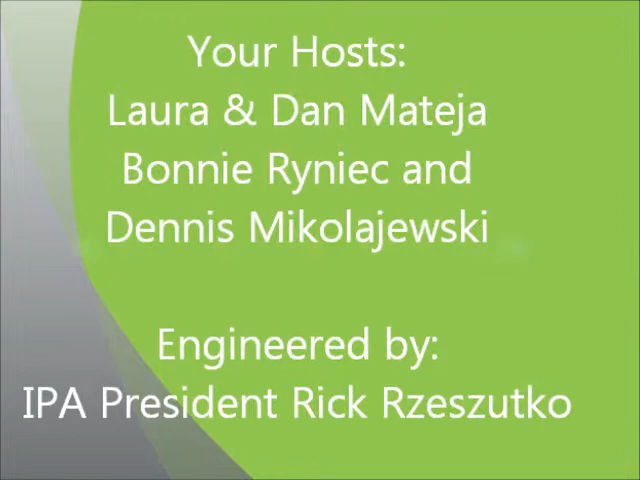 Your Hosts:
Laura & Dan Mateja
Bonnie Ryniec and
Dennis Mikolajewski
Engineered by:
IPA President Rick Rzeszutko